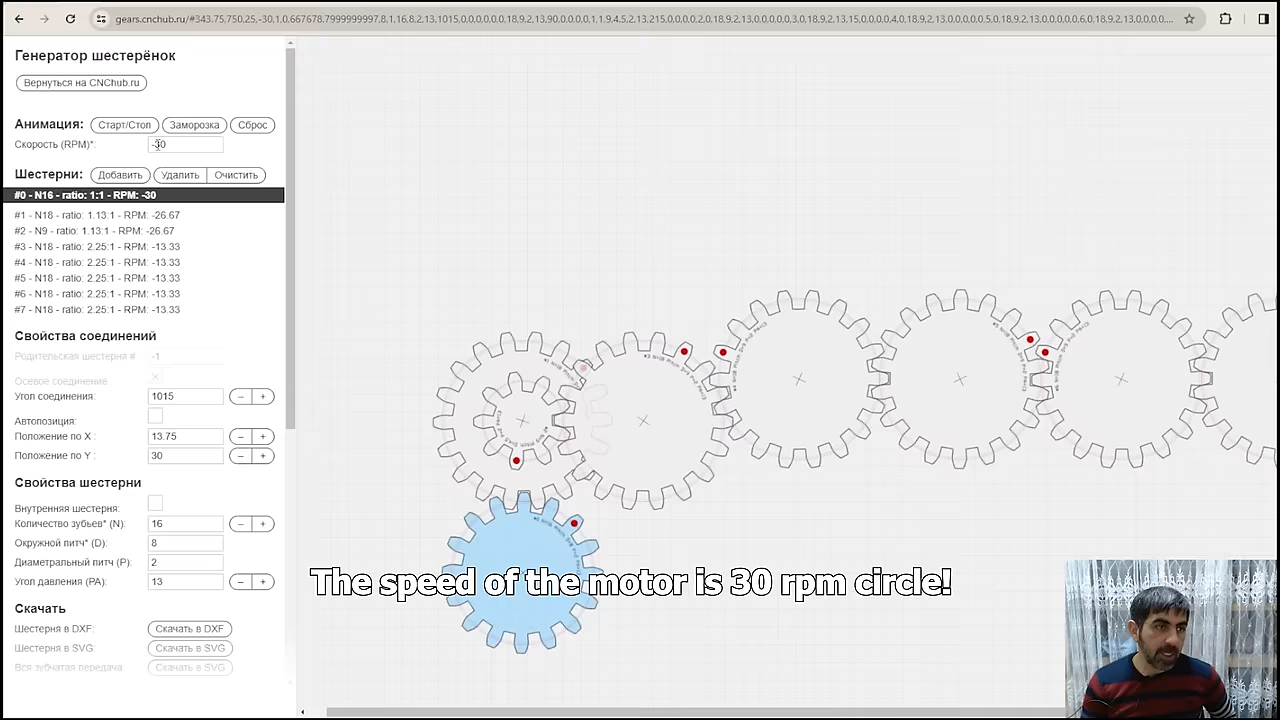 gears.cnchub.ru/#343.75,750.25,-30,1,0.667678.7999999997,8.1,16.8,2,13.1015,0.0,0.0,0.0,18.9,2,13.90,0.0,0.0,1,1.9,4.5,2,13.215,0.0,0.0,2,0.18.9,2,13.0,0.0,0.0,3,0.18.9,2,13.15,0.0,0.0,4,0.18.9,2,13.0,0.0,0.0,5,0.18.9,2,13.0,0.0,0.0,6,0.18.9,2,13.0,0.0,0....
Генератор шестерёнок
Вернуться на CNChub.ru
Анимация: Старт/Стоп Заморозка Сброс
Скорость (RPM)*: -30
Шестерни: Добавить Удалить Очистить
#0 - N16 - ratio: 1:1 - RPM: -30
#1 - N18 - ratio: 1.13:1 - RPM: -26.67
#2 - N9 - ratio: 1.13:1 - RPM: -26.67
#3 - N18 - ratio: 2.25:1 - RPM: -13.33
#4 - N18 - ratio: 2.25:1 - RPM: -13.33
#5 - N18 - ratio: 2.25:1 - RPM: -13.33
#6 - N18 - ratio: 2.25:1 - RPM: -13.33
#7 - N18 - ratio: 2.25:1 - RPM: -13.33
Свойства соединений
Родительская шестерня # -1
Осевое соединение:
Угол соединения: 1015 – +
Автопозиция:
Положение по X : 13.75 – +
Положение по Y : 30 – +
Свойства шестерни
Внутренняя шестерня:
Количество зубьев* (N): 16 – +
Окружной питч* (D): 8
Диаметральный питч (P): 2
Угол давления (PA): 13 – +
Скачать
Шестерня в DXF: Скачать в DXF
Шестерня в SVG: Скачать в SVG
Вся зубчатая передача: Скачать в SVG
The speed of the motor is 30 rpm circle!